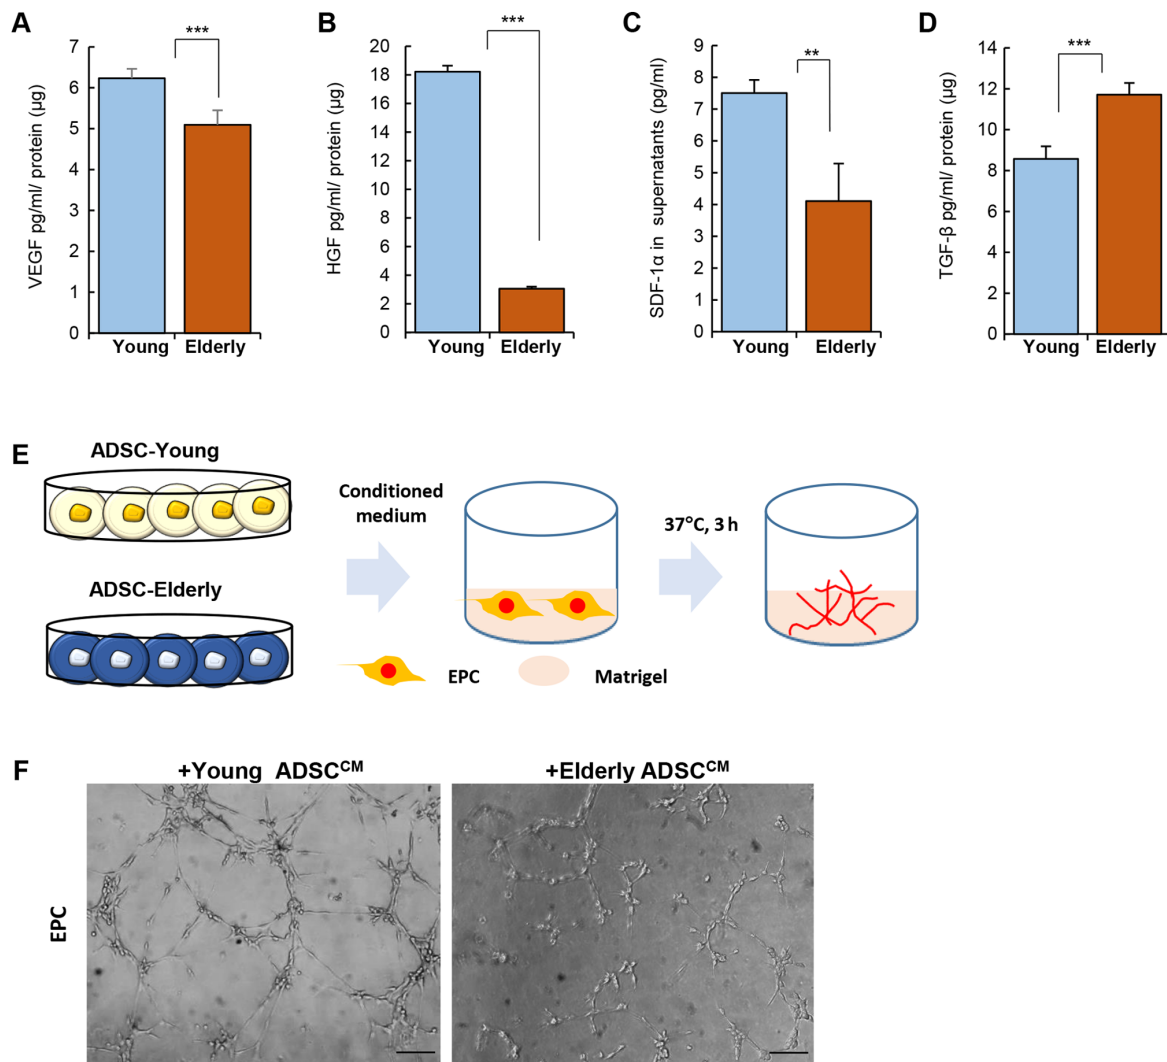 A
VEGF pg/ml/ protein (µg)
7
6
5
4
3
2
1
0
***
Young Elderly
B
HGF pg/ml/ protein (µg)
20
18
16
14
12
10
8
6
4
2
0
***
Young Elderly
C
SDF-1α in supernatants (pg/ml)
9
8
7
6
5
4
3
2
1
0
**
Young Elderly
D
TGF-β pg/ml/ protein (µg)
14
12
10
8
6
4
2
0
***
Young Elderly
E
ADSC-Young
ADSC-Elderly
Conditioned
medium
37°C, 3 h
EPC
Matrigel
F
+Young ADSCᶜᴹ
+Elderly ADSCᶜᴹ
EPC